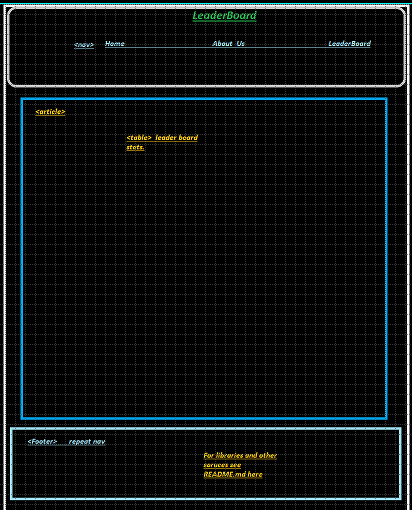 LeaderBoard
<nav> Home About Us LeaderBoard
<article>
<table> leader board
stets.
<Footer> repeat nav
For libraries and other
soruces see
README.md here